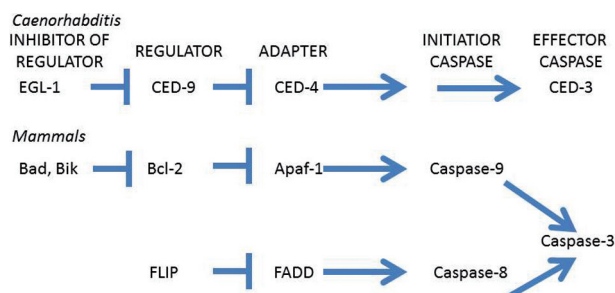 Caenorhabditis
INHIBITOR OF REGULATOR ADAPTER INITIATIOR EFFECTOR
REGULATOR CASPASE CASPASE
EGL-1 CED-9 CED-4 CED-3
Mammals
Bad, Bik Bcl-2 Apaf-1 Caspase-9
Caspase-3
FLIP FADD Caspase-8